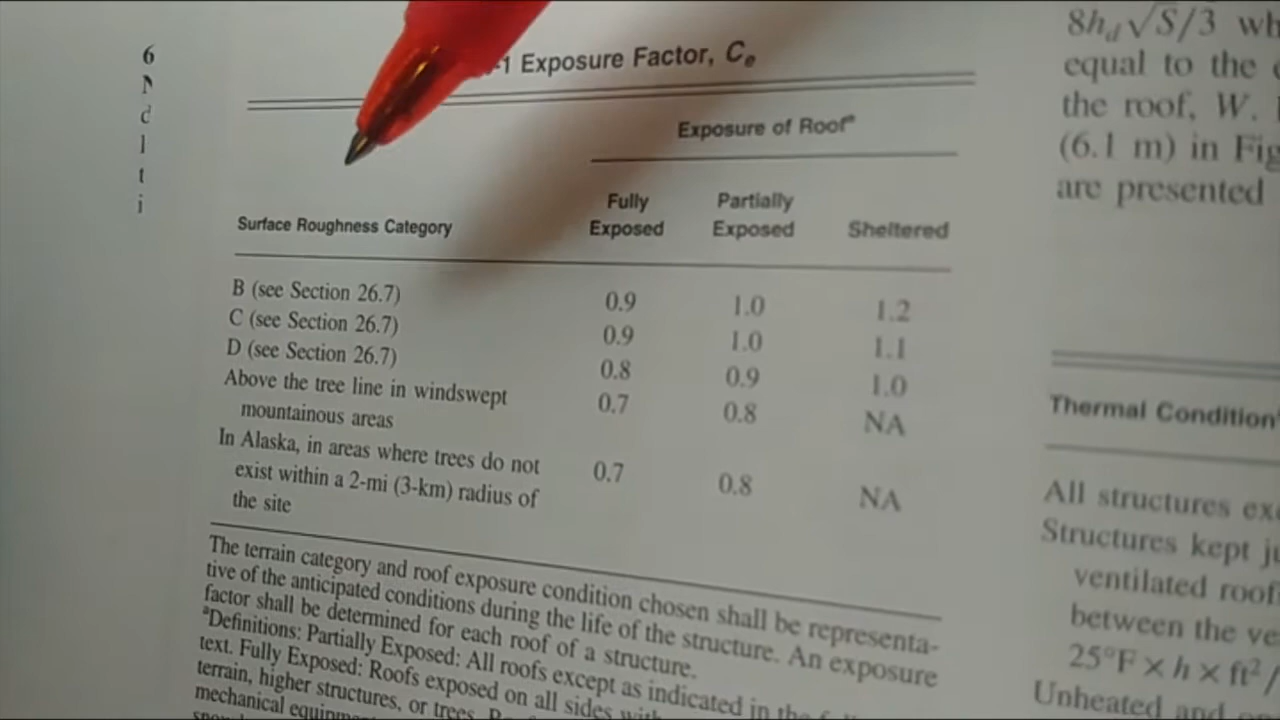 6
d
l
t
i
-1 Exposure Factor, Ce
Exposure of Roofa
Surface Roughness Category
Fully Exposed
Partially Exposed
Sheltered
B (see Section 26.7) 0.9 1.0 1.2
C (see Section 26.7) 0.9 1.0 1.1
D (see Section 26.7) 0.8 0.9 1.0
Above the tree line in windswept 0.7 0.8 NA
mountainous areas
In Alaska, in areas where trees do not 0.7 0.8 NA
exist within a 2-mi (3-km) radius of
the site
The terrain category and roof exposure condition chosen shall be representa-
tive of the anticipated conditions during the life of the structure. An exposure
factor shall be determined for each roof of a structure.
aDefinitions: Partially Exposed: All roofs except as indicated in the
text. Fully Exposed: Roofs exposed on all sides
terrain, higher structures, or trees.
mechanical
8hd√S/3 wh
equal to the
the roof, W.
(6.1 m) in Fig
are presented
Thermal Condition
All structures
Structures kept
ventilated roof
between the ve
25°F × h × ft2 /
Unheated and